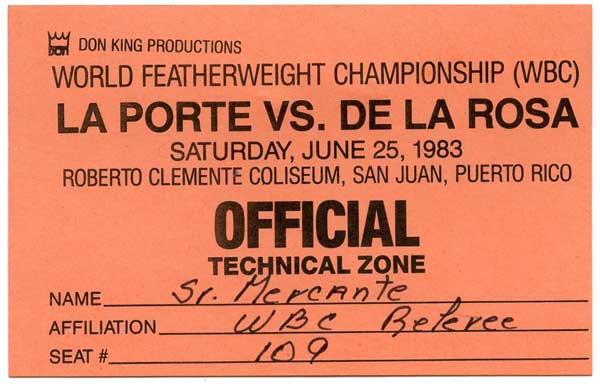 DON KING PRODUCTIONS
WORLD FEATHERWEIGHT CHAMPIONSHIP (WBC)
LA PORTE VS. DE LA ROSA
SATURDAY, JUNE 25, 1983
ROBERTO CLEMENTE COLISEUM, SAN JUAN, PUERTO RICO
OFFICIAL
TECHNICAL ZONE
NAME Sr. Mercante
AFFILIATION WBC Referee
SEAT # 109